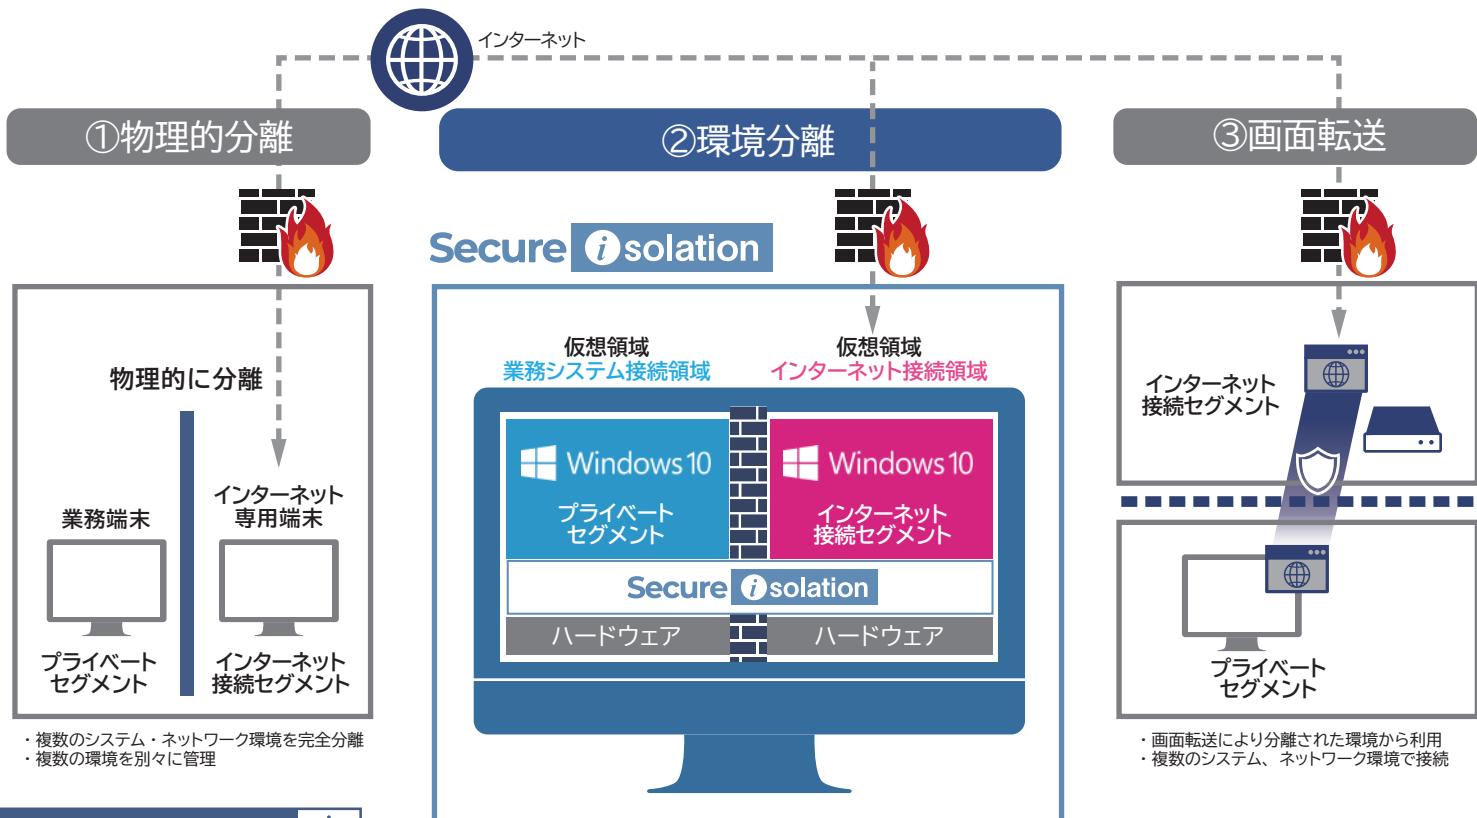 インターネット
①物理的分離
物理的に分離
業務端末
インターネット
専用端末
プライベート
セグメント
インターネット
接続セグメント
・複数のシステム・ネットワーク環境を完全分離
・複数の環境を別々に管理
②環境分離
Secure isolation
仮想領域
業務システム接続領域
仮想領域
インターネット接続領域
Windows 10
プライベート
セグメント
Windows 10
インターネット
接続セグメント
Secure isolation
ハードウェア
ハードウェア
③画面転送
インターネット
接続セグメント
プライベート
セグメント
・画面転送により分離された環境から利用
・複数のシステム、ネットワーク環境で接続